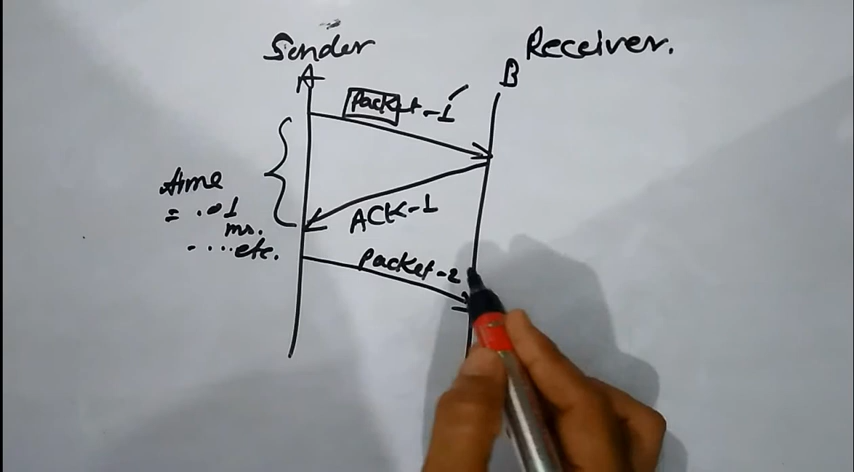 Sender
Receiver.
A
B
Packet-1
time
= .01
ms.
ACK-1
....etc.
Packet-2